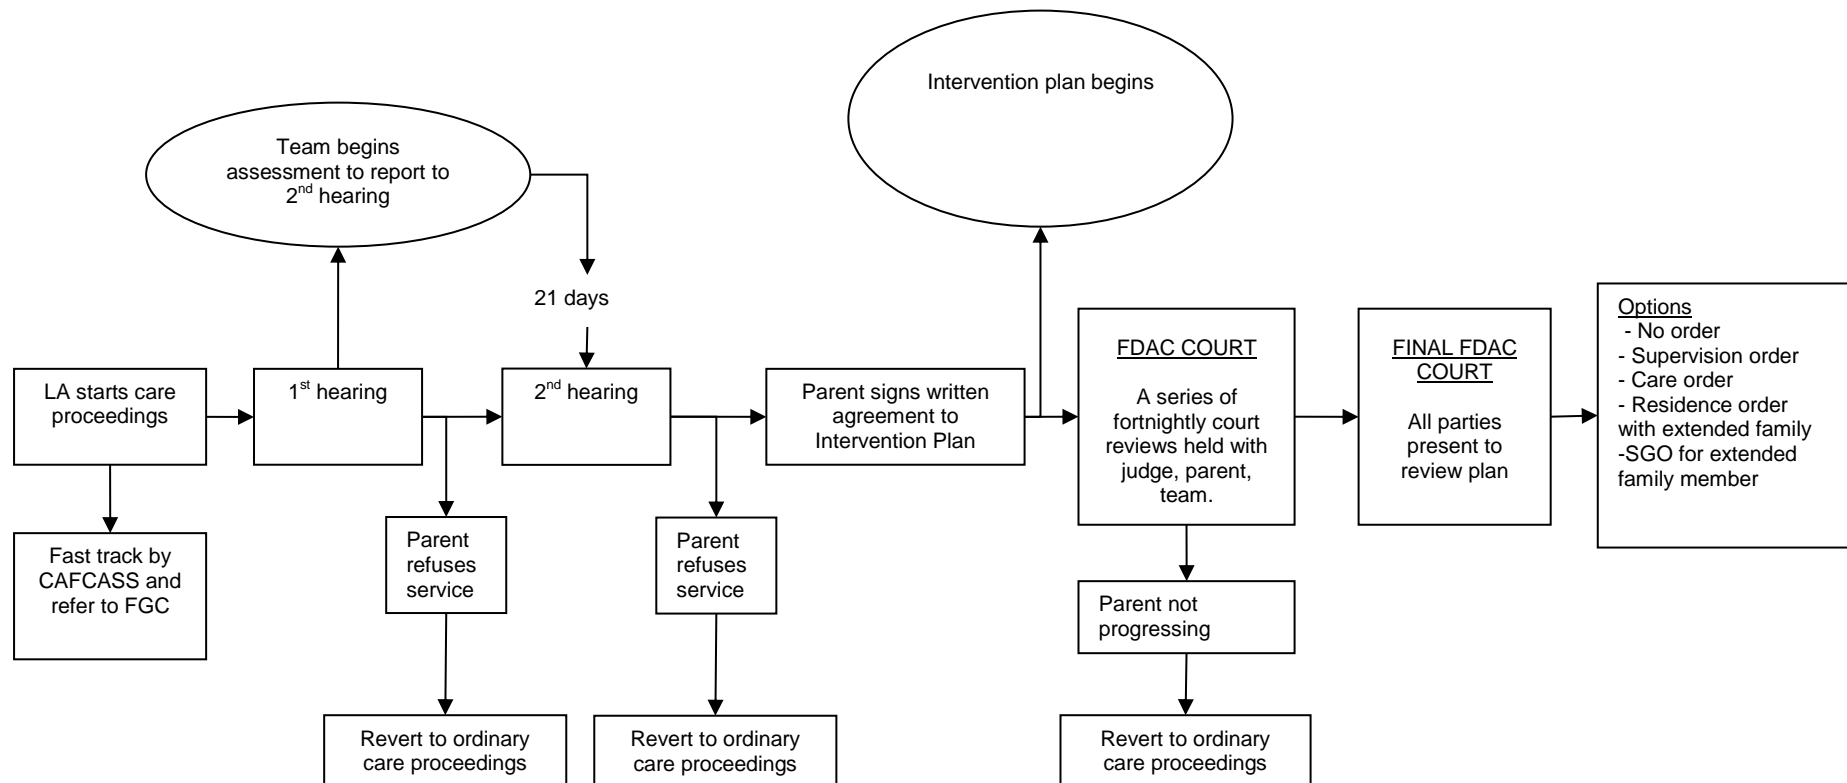 Intervention plan begins
Team begins
assessment to report to
2nd hearing
21 days
LA starts care
proceedings
1st hearing
2nd hearing
Parent signs written
agreement to
Intervention Plan
FDAC COURT
A series of
fortnightly court
reviews held with
judge, parent,
team.
FINAL FDAC
COURT
All parties
present to
review plan
Options
- No order
- Supervision order
- Care order
- Residence order
with extended family
-SGO for extended
family member
Fast track by
CAFCASS and
refer to FGC
Parent
refuses
service
Parent
refuses
service
Parent not
progressing
Revert to ordinary
care proceedings
Revert to ordinary
care proceedings
Revert to ordinary
care proceedings